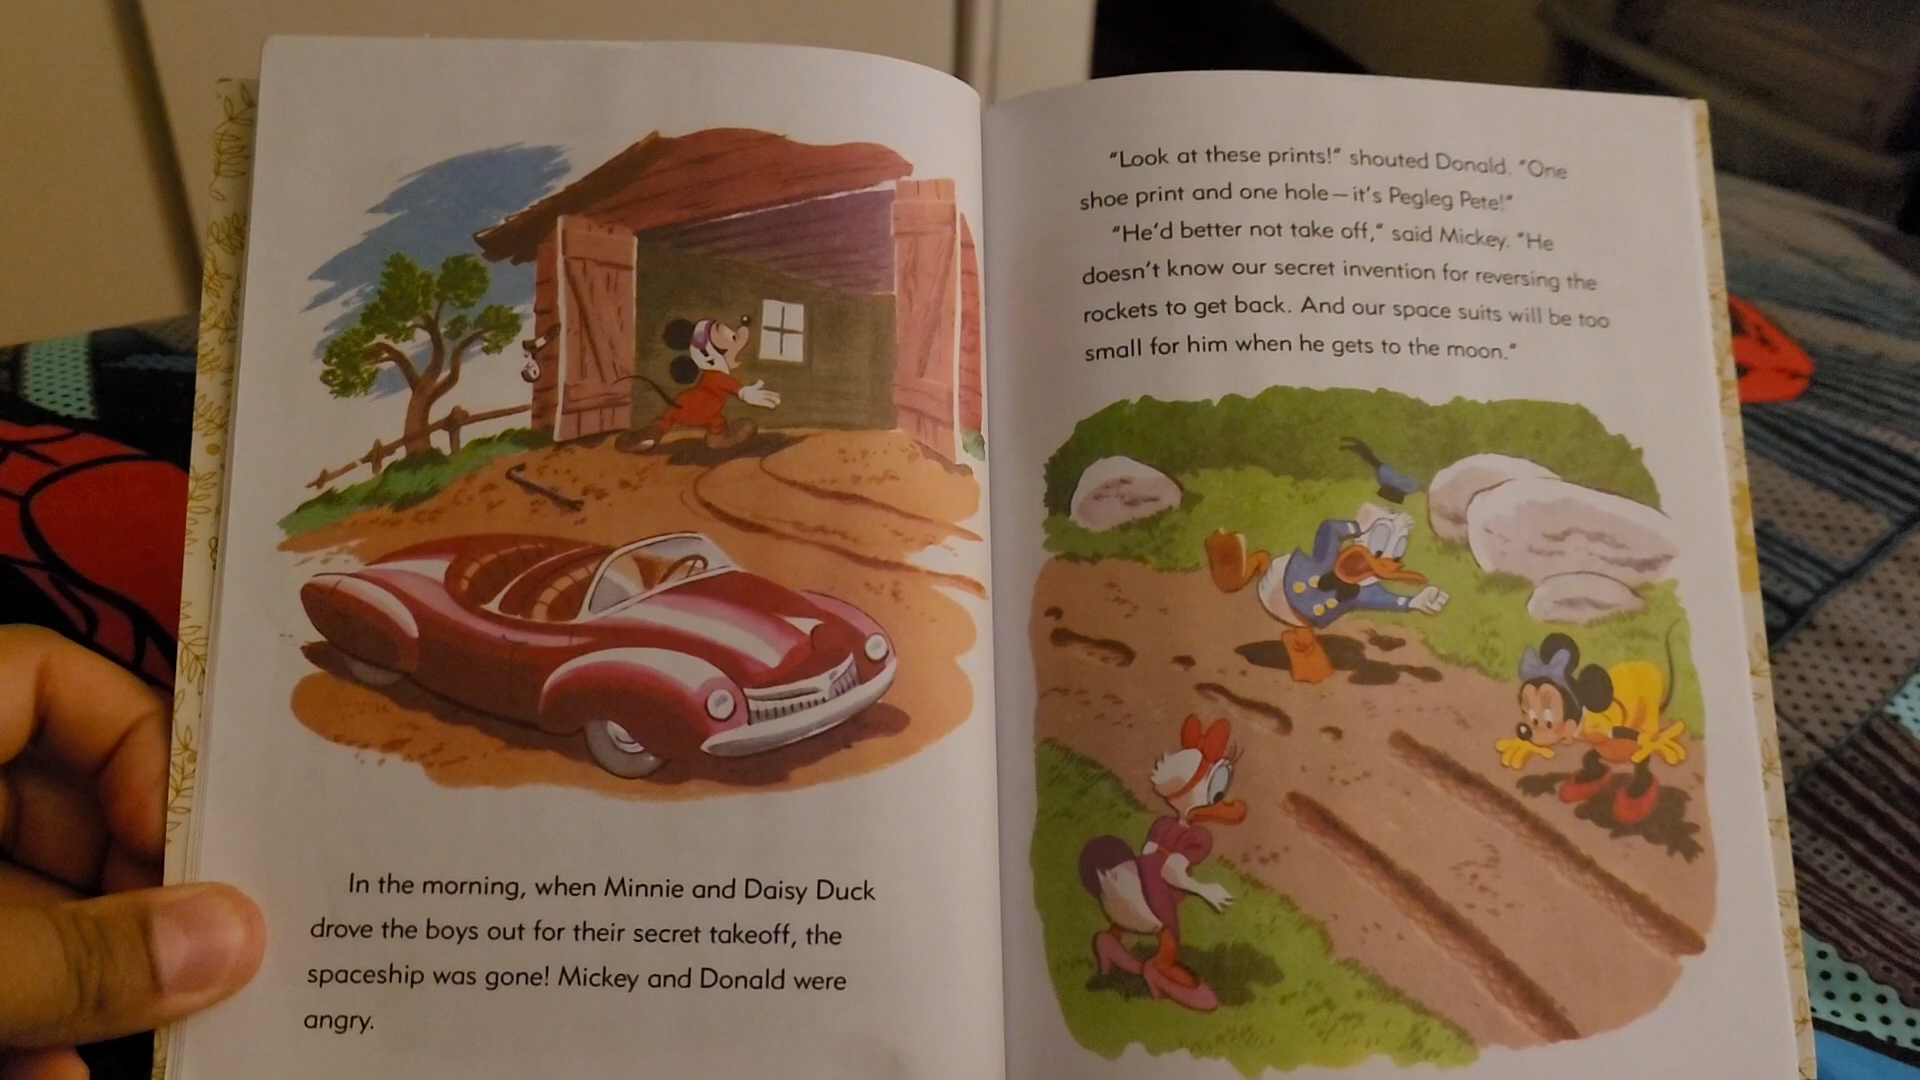 In the morning, when Minnie and Daisy Duck
drove the boys out for their secret takeoff, the
spaceship was gone! Mickey and Donald were
angry.
“Look at these prints!” shouted Donald. “One
shoe print and one hole — it’s Pegleg Pete!”
“He’d better not take off,” said Mickey. “He
doesn’t know our secret invention for reversing the
rockets to get back. And our space suits will be too
small for him when he gets to the moon.”